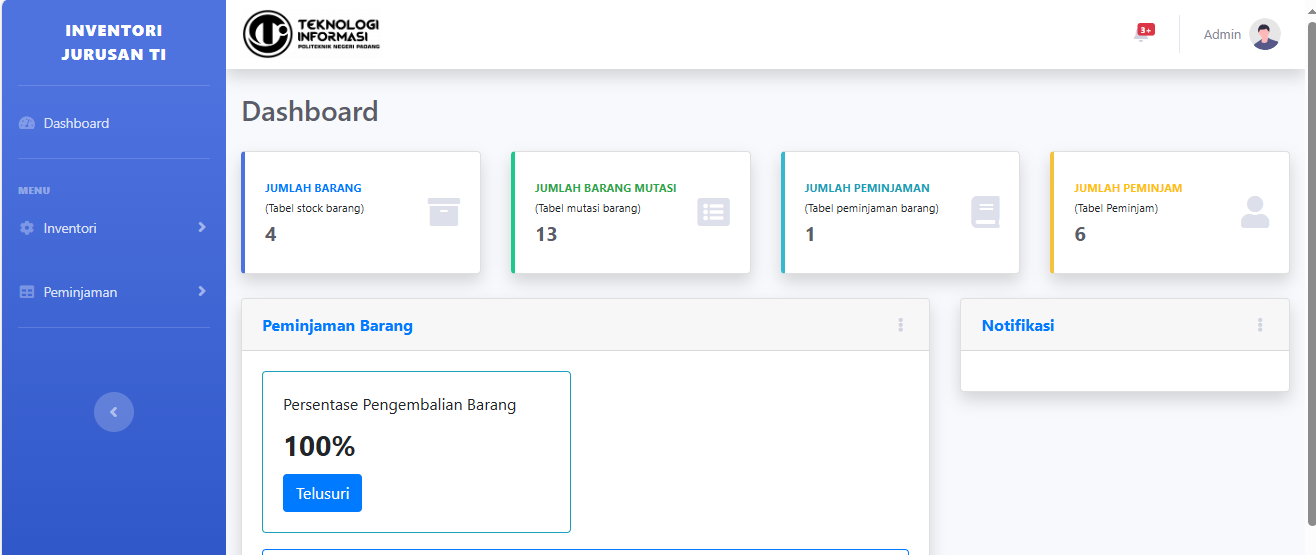 INVENTORI
JURUSAN TI
TEKNOLOGI
INFORMASI
POLITEKNIK NEGERI PADANG
3+
Admin
Dashboard
MENU
Inventori
Peminjaman
Dashboard
JUMLAH BARANG
(Tabel stock barang)
4
JUMLAH BARANG MUTASI
(Tabel mutasi barang)
13
JUMLAH PEMINJAMAN
(Tabel peminjaman barang)
1
JUMLAH PEMINJAM
(Tabel Peminjam)
6
Peminjaman Barang
Persentase Pengembalian Barang
100%
Telusuri
Notifikasi